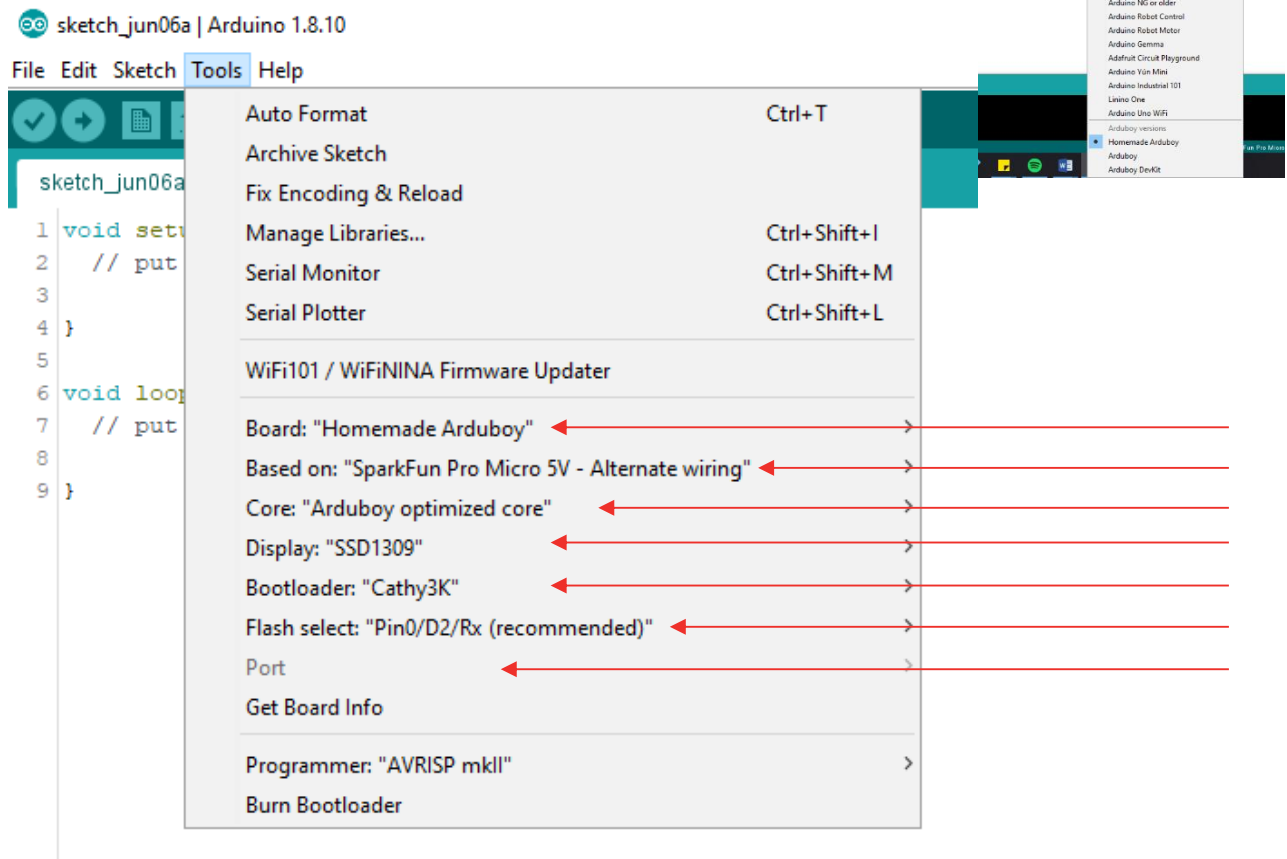 sketch_jun06a | Arduino 1.8.10
File Edit Sketch Tools Help
sketch_jun06a
1 void setu
2 // put
3
4 }
5
6 void loop
7 // put
8
9 }
Auto Format Ctrl+T
Archive Sketch
Fix Encoding & Reload
Manage Libraries... Ctrl+Shift+I
Serial Monitor Ctrl+Shift+M
Serial Plotter Ctrl+Shift+L
WiFi101 / WiFiNINA Firmware Updater
Board: "Homemade Arduboy"
Based on: "SparkFun Pro Micro 5V - Alternate wiring"
Core: "Arduboy optimized core"
Display: "SSD1309"
Bootloader: "Cathy3K"
Flash select: "Pin0/D2/Rx (recommended)"
Port
Get Board Info
Programmer: "AVRISP mkII"
Burn Bootloader
Arduino NG or older
Arduino Robot Control
Arduino Robot Motor
Arduino Gemma
Adafruit Circuit Playground
Arduino Yún Mini
Arduino Industrial 101
Linino One
Arduino Uno WiFi
Arduboy versions
Homemade Arduboy
Arduboy
Arduboy DevKit
Fun Pro Micro